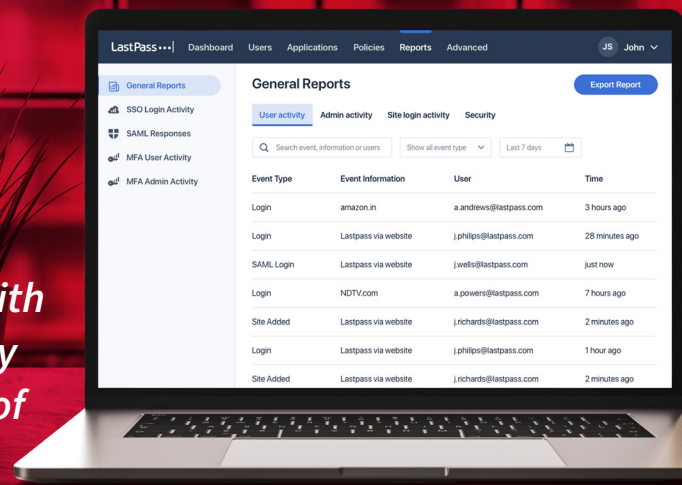 LastPass •••| Dashboard Users Applications Policies Reports Advanced JS John
General Reports
SSO Login Activity
SAML Responses
MFA User Activity
MFA Admin Activity
General Reports
Export Report
User activity Admin activity Site login activity Security
Search event, information or users Show all event type Last 7 days
Event Type Event Information User Time
Login amazon.in a.andrews@lastpass.com 3 hours ago
Login Lastpass via website j.philips@lastpass.com 28 minutes ago
SAML Login Lastpass via website j.wells@lastpass.com just now
Login NDTV.com a.powers@lastpass.com 7 hours ago
Site Added Lastpass via website j.richards@lastpass.com 2 minutes ago
Login Lastpass via website j.philips@lastpass.com 1 hour ago
Site Added Lastpass via website j.richards@lastpass.com 2 minutes ago
ith
y
of